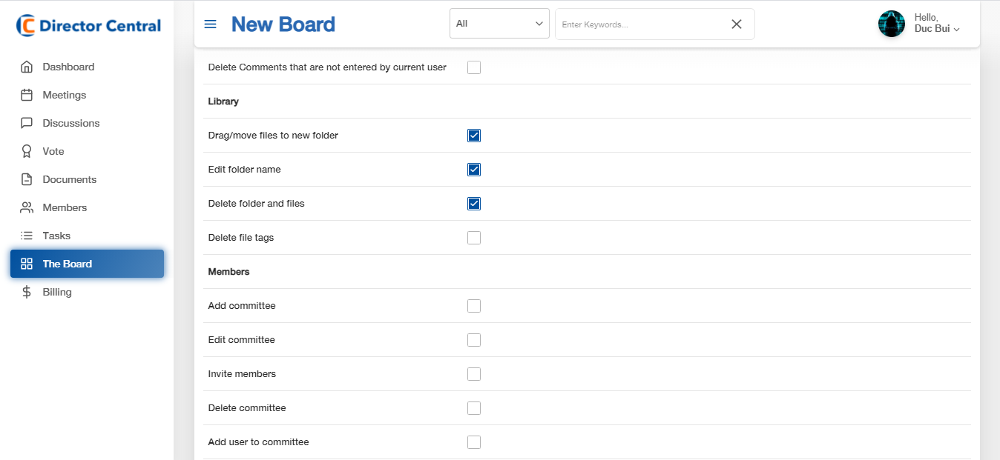 Director Central
Dashboard
Meetings
Discussions
Vote
Documents
Members
Tasks
The Board
Billing
New Board
All
Enter Keywords...
Hello,
Duc Bui
Delete Comments that are not entered by current user
Library
Drag/move files to new folder
Edit folder name
Delete folder and files
Delete file tags
Members
Add committee
Edit committee
Invite members
Delete committee
Add user to committee